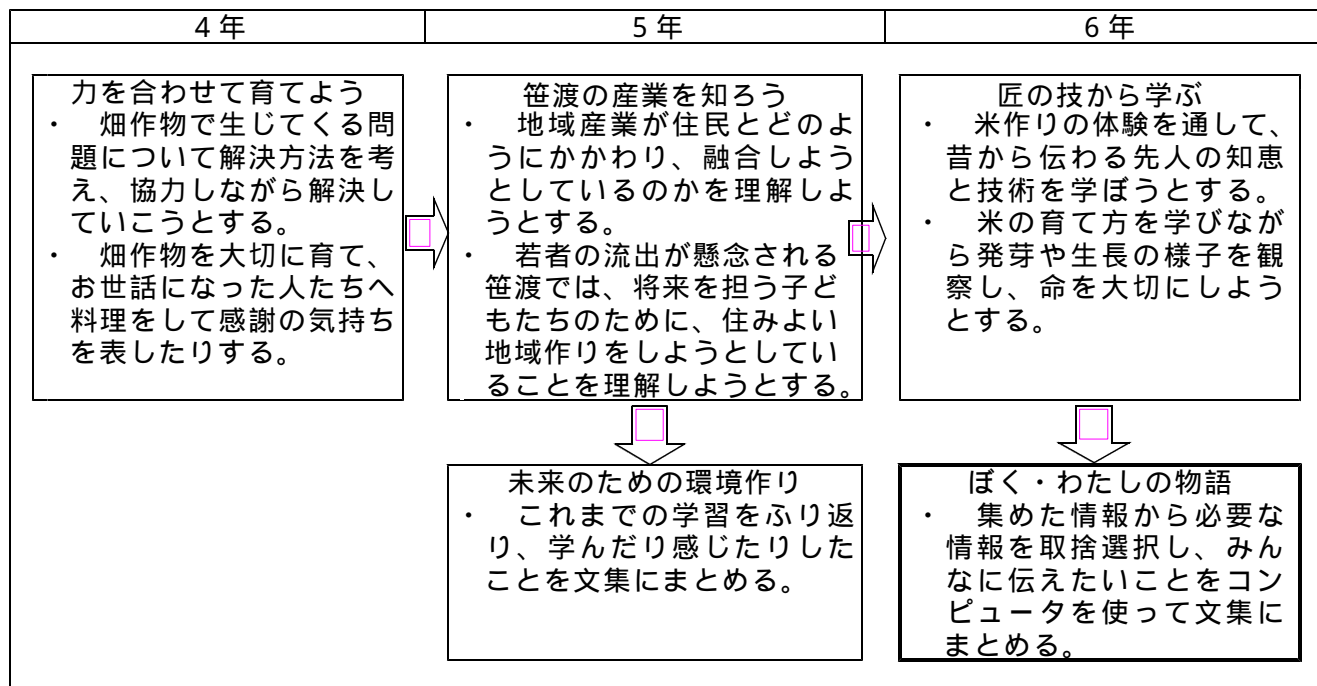 ４年
５年
６年
力を合わせて育てよう
・　畑作物で生じてくる問
題について解決方法を考
え、協力しながら解決し
ていこうとする。
・　畑作物を大切に育て、
お世話になった人たちへ
料理をして感謝の気持ち
を表したりする。
笹渡の産業を知ろう
・　地域産業が住民とどのよ
うにかかわり、融合しよう
としているのかを理解しよ
うとする。
・　若者の流出が懸念される
笹渡では、将来を担う子ど
もたちのために、住みよい
地域作りをしようとしてい
ることを理解しようとする。
匠の技から学ぶ
・　米作りの体験を通して、
昔から伝わる先人の知恵
と技術を学ぼうとする。
・　米の育て方を学びなが
ら発芽や生長の様子を観
察し、命を大切にしよう
とする。
未来のための環境作り
・　これまでの学習をふり返
り、学んだり感じたりした
ことを文集にまとめる。
ぼく・わたしの物語
・　集めた情報から必要な
情報を取捨選択し、みん
なに伝えたいことをコン
ピュータを使って文集に
まとめる。